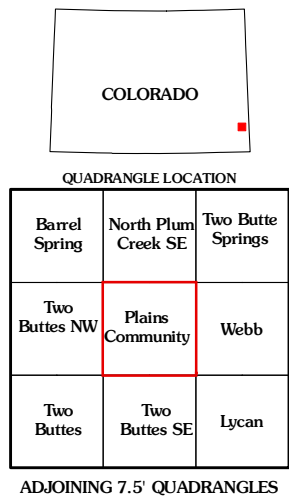 COLORADO
QUADRANGLE LOCATION
Barrel
Spring
North Plum
Creek SE
Two Butte
Springs
Two
Buttes NW
Plains
Community
Webb
Two
Buttes
Two
Buttes SE
Lycan
ADJOINING 7.5' QUADRANGLES